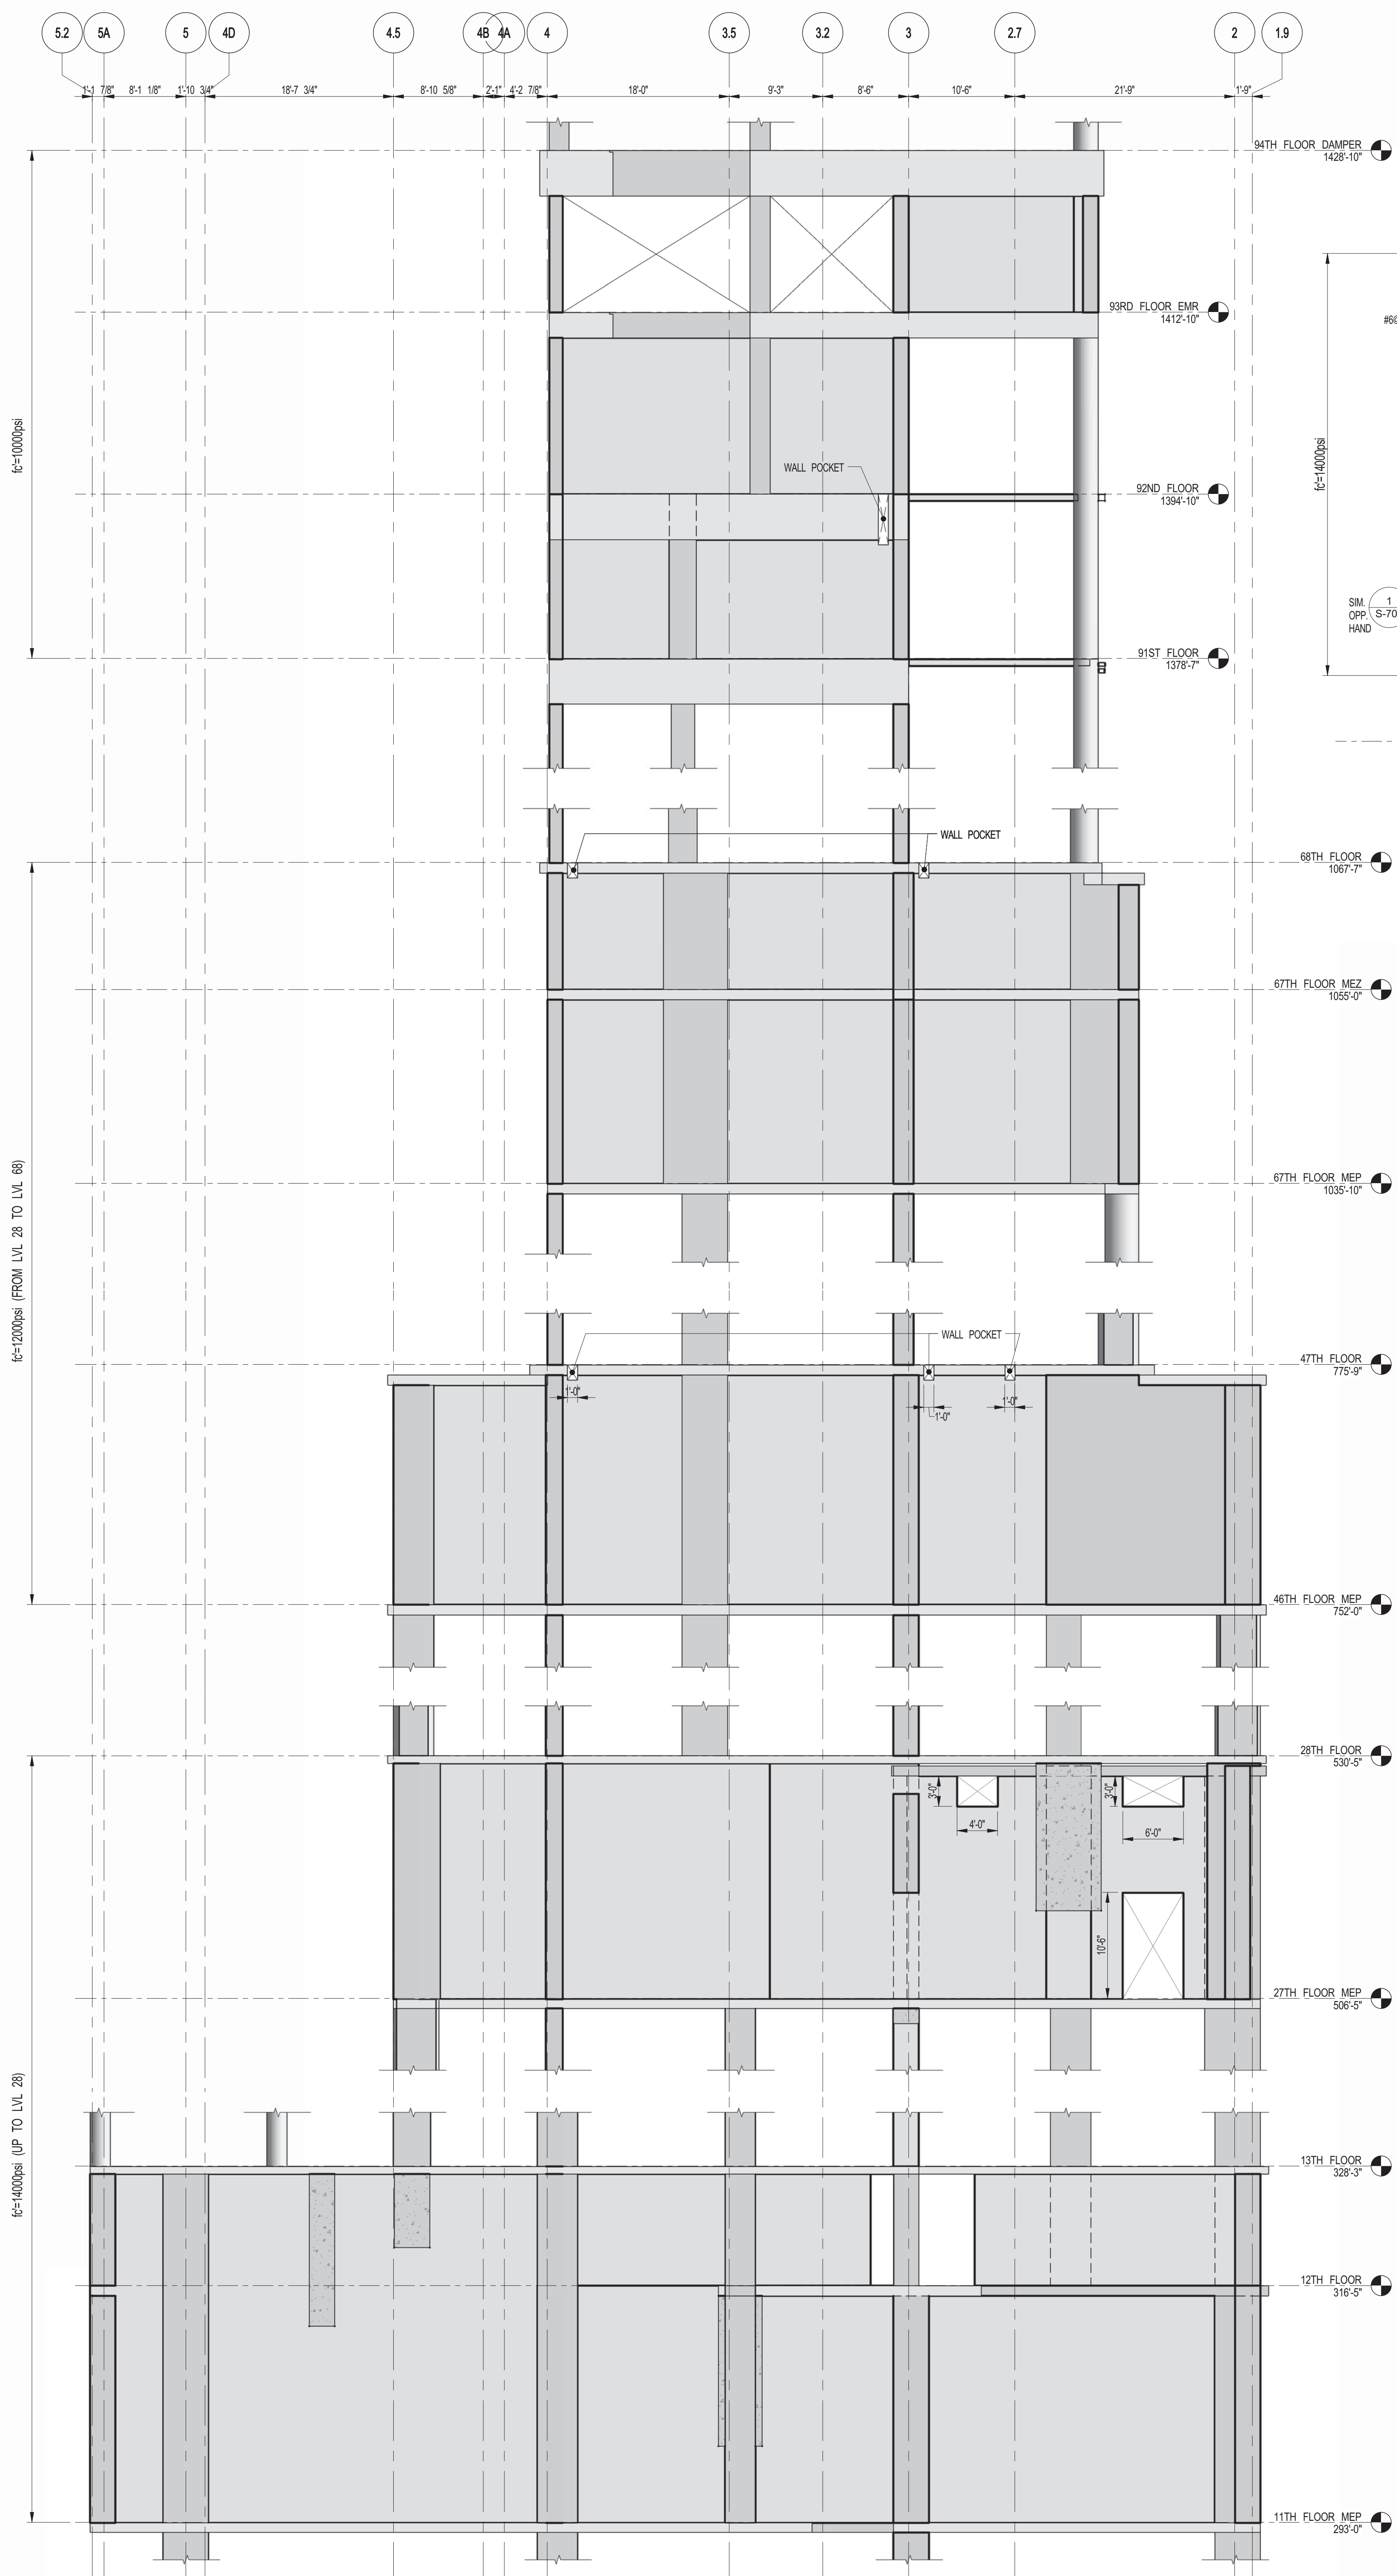 5.2 5A 5 4D 4.5 4B 4A 4 3.5 3.2 3 2.7 2 1.9
1'-1 7/8" 8'-1 1/8" 1'-10 3/4" 18'-7 3/4" 8'-10 5/8" 2'-1" 4'-2 7/8" 18'-0" 9'-3" 8'-6" 10'-6" 21'-9" 1'-9"
94TH FLOOR DAMPER
1428'-10"
93RD FLOOR EMR
1412'-10"
#6@
fc'=10000psi
fc'=14000psi
WALL POCKET
92ND FLOOR
1394'-10"
SIM.
OPP.
HAND
1
S-70
91ST FLOOR
1378'-7"
WALL POCKET
68TH FLOOR
1067'-7"
67TH FLOOR MEZ
1055'-0"
67TH FLOOR MEP
1035'-10"
fc'=12000psi (FROM LVL 28 TO LVL 68)
WALL POCKET
47TH FLOOR
775'-9"
1'-0"
1'-0"
1'-0"
46TH FLOOR MEP
752'-0"
28TH FLOOR
530'-5"
3'-0"
4'-0"
3'-0"
6'-0"
10'-6"
27TH FLOOR MEP
506'-5"
fc'=14000psi (UP TO LVL 28)
13TH FLOOR
328'-3"
12TH FLOOR
316'-5"
11TH FLOOR MEP
293'-0"